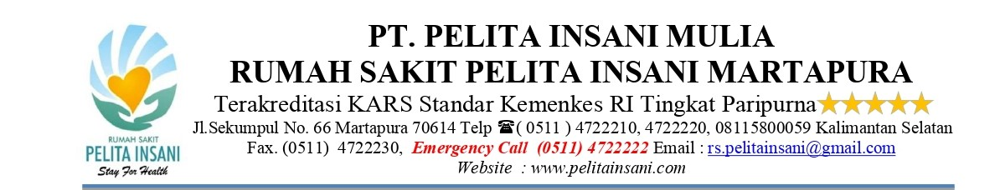 PT. PELITA INSANI MULIA
RUMAH SAKIT PELITA INSANI MARTAPURA
Terakreditasi KARS Standar Kemenkes RI Tingkat Paripurna
Jl.Sekumpul No. 66 Martapura 70614 Telp ☎( 0511 ) 4722210, 4722220, 08115800059 Kalimantan Selatan
Fax. (0511)  4722230,  Emergency Call  (0511) 4722222 Email : rs.pelitainsani@gmail.com
Website  : www.pelitainsani.com
RUMAH SAKIT
PELITA INSANI
Stay For Health